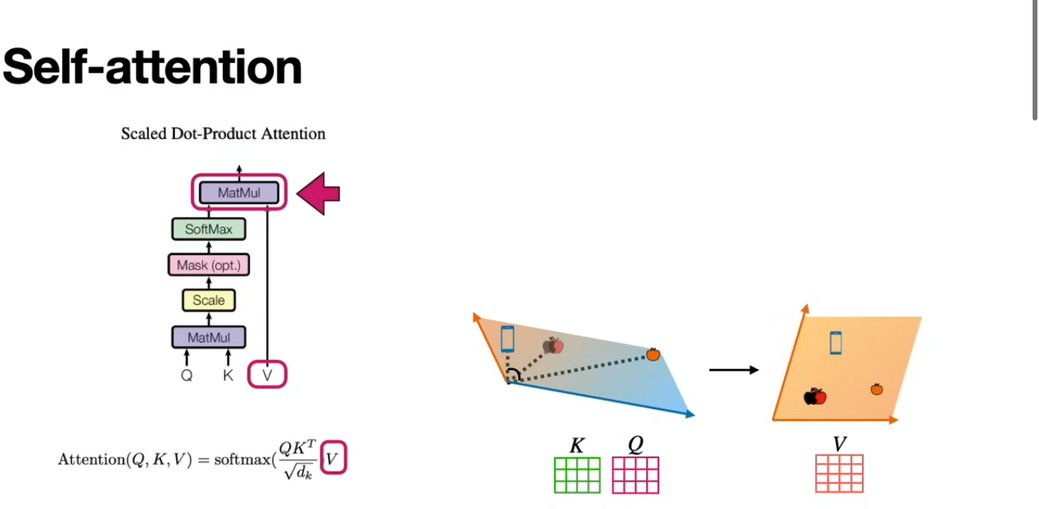 Self-attention
Scaled Dot-Product Attention
MatMul
SoftMax
Mask (opt.)
Scale
MatMul
Q K V
Attention(Q, K, V) = softmax(QK^T/√d_k V
K Q
V